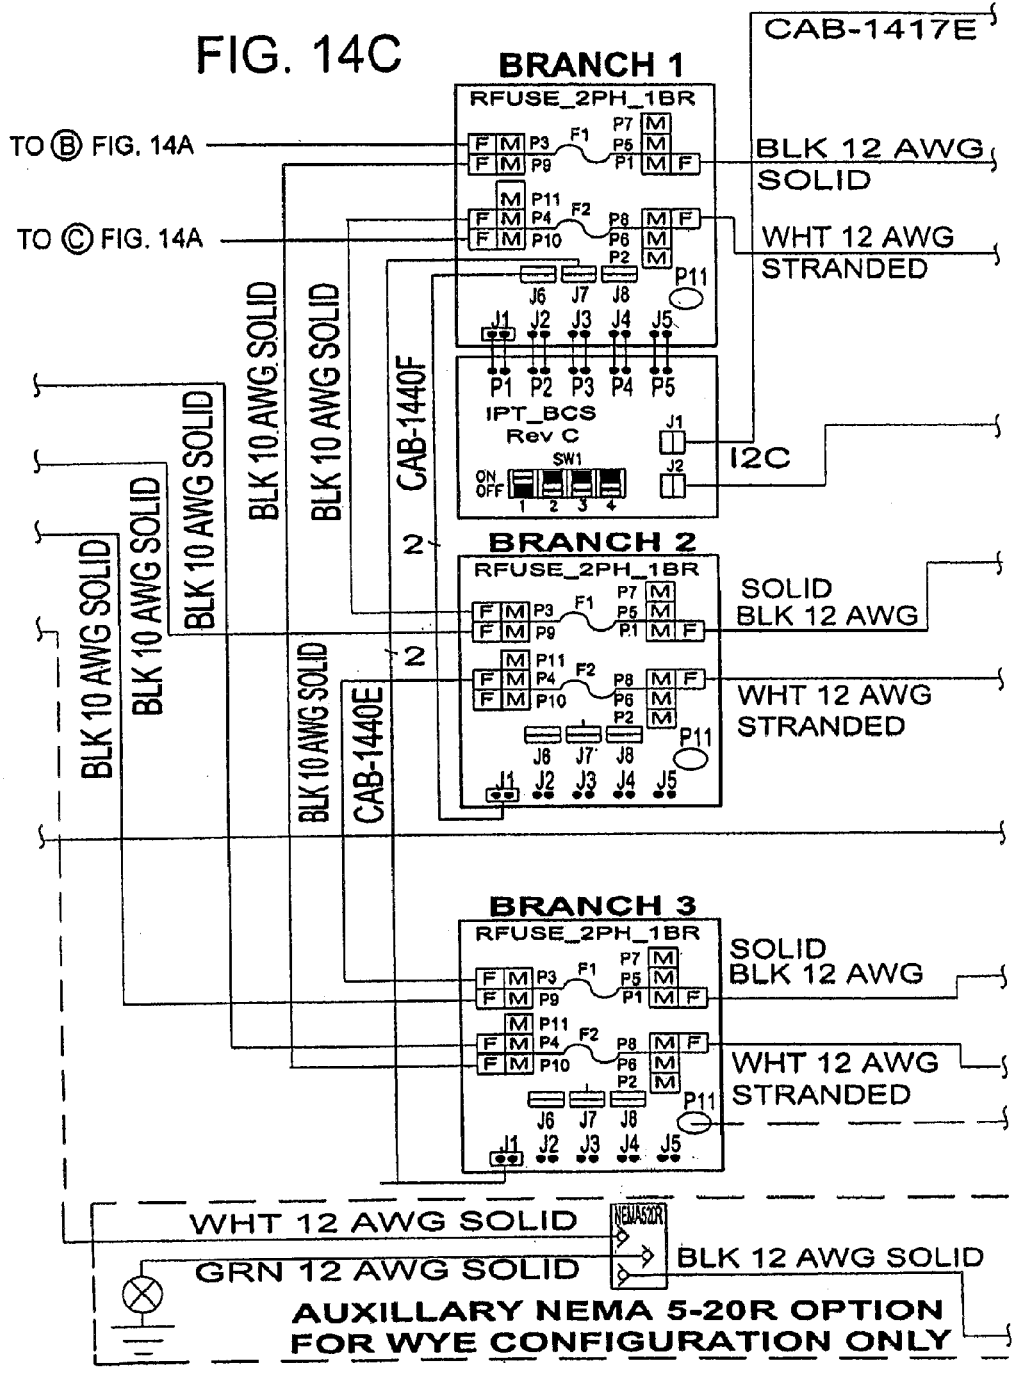 FIG. 14C
CAB-1417E
BRANCH 1
RFUSE_2PH_1BR
TO B FIG. 14A
F M P3 F1 P7 M
P5 M
F M P9 P1 M F
BLK 12 AWG
SOLID
M P11
TO C FIG. 14A
F M P4 F2 P8 M F
F M P10 P6 M
P2 M
WHT 12 AWG
STRANDED
P11
J6 J7 J8
J1 J2 J3 J4 J5
P1 P2 P3 P4 P5
IPT_BCS
Rev C
J1
J2
I2C
SW1
ON
OFF
1 2 3 4
BLK 10 AWG SOLID
BLK 10 AWG SOLID
CAB-1440F
BLK 10 AWG SOLID
BLK 10 AWG SOLID
BLK 10 AWG SOLID
2
BRANCH 2
RFUSE_2PH_1BR
F M P3 F1 P7 M
P5 M
F M P9 P1 M F
SOLID
BLK 12 AWG
2
M P11
F M P4 F2 P8 M F
F M P10 P6 M
P2 M
WHT 12 AWG
STRANDED
P11
J6 J7 J8
J1 J2 J3 J4 J5
BLK 10 AWG SOLID
CAB-1440E
BRANCH 3
RFUSE_2PH_1BR
F M P3 F1 P7 M
P5 M
F M P9 P1 M F
SOLID
BLK 12 AWG
M P11
F M P4 F2 P8 M F
F M P10 P6 M
P2 M
WHT 12 AWG
STRANDED
P11
J6 J7 J8
J1 J2 J3 J4 J5
WHT 12 AWG SOLID
NEMA520R
GRN 12 AWG SOLID
BLK 12 AWG SOLID
AUXILLARY NEMA 5-20R OPTION
FOR WYE CONFIGURATION ONLY